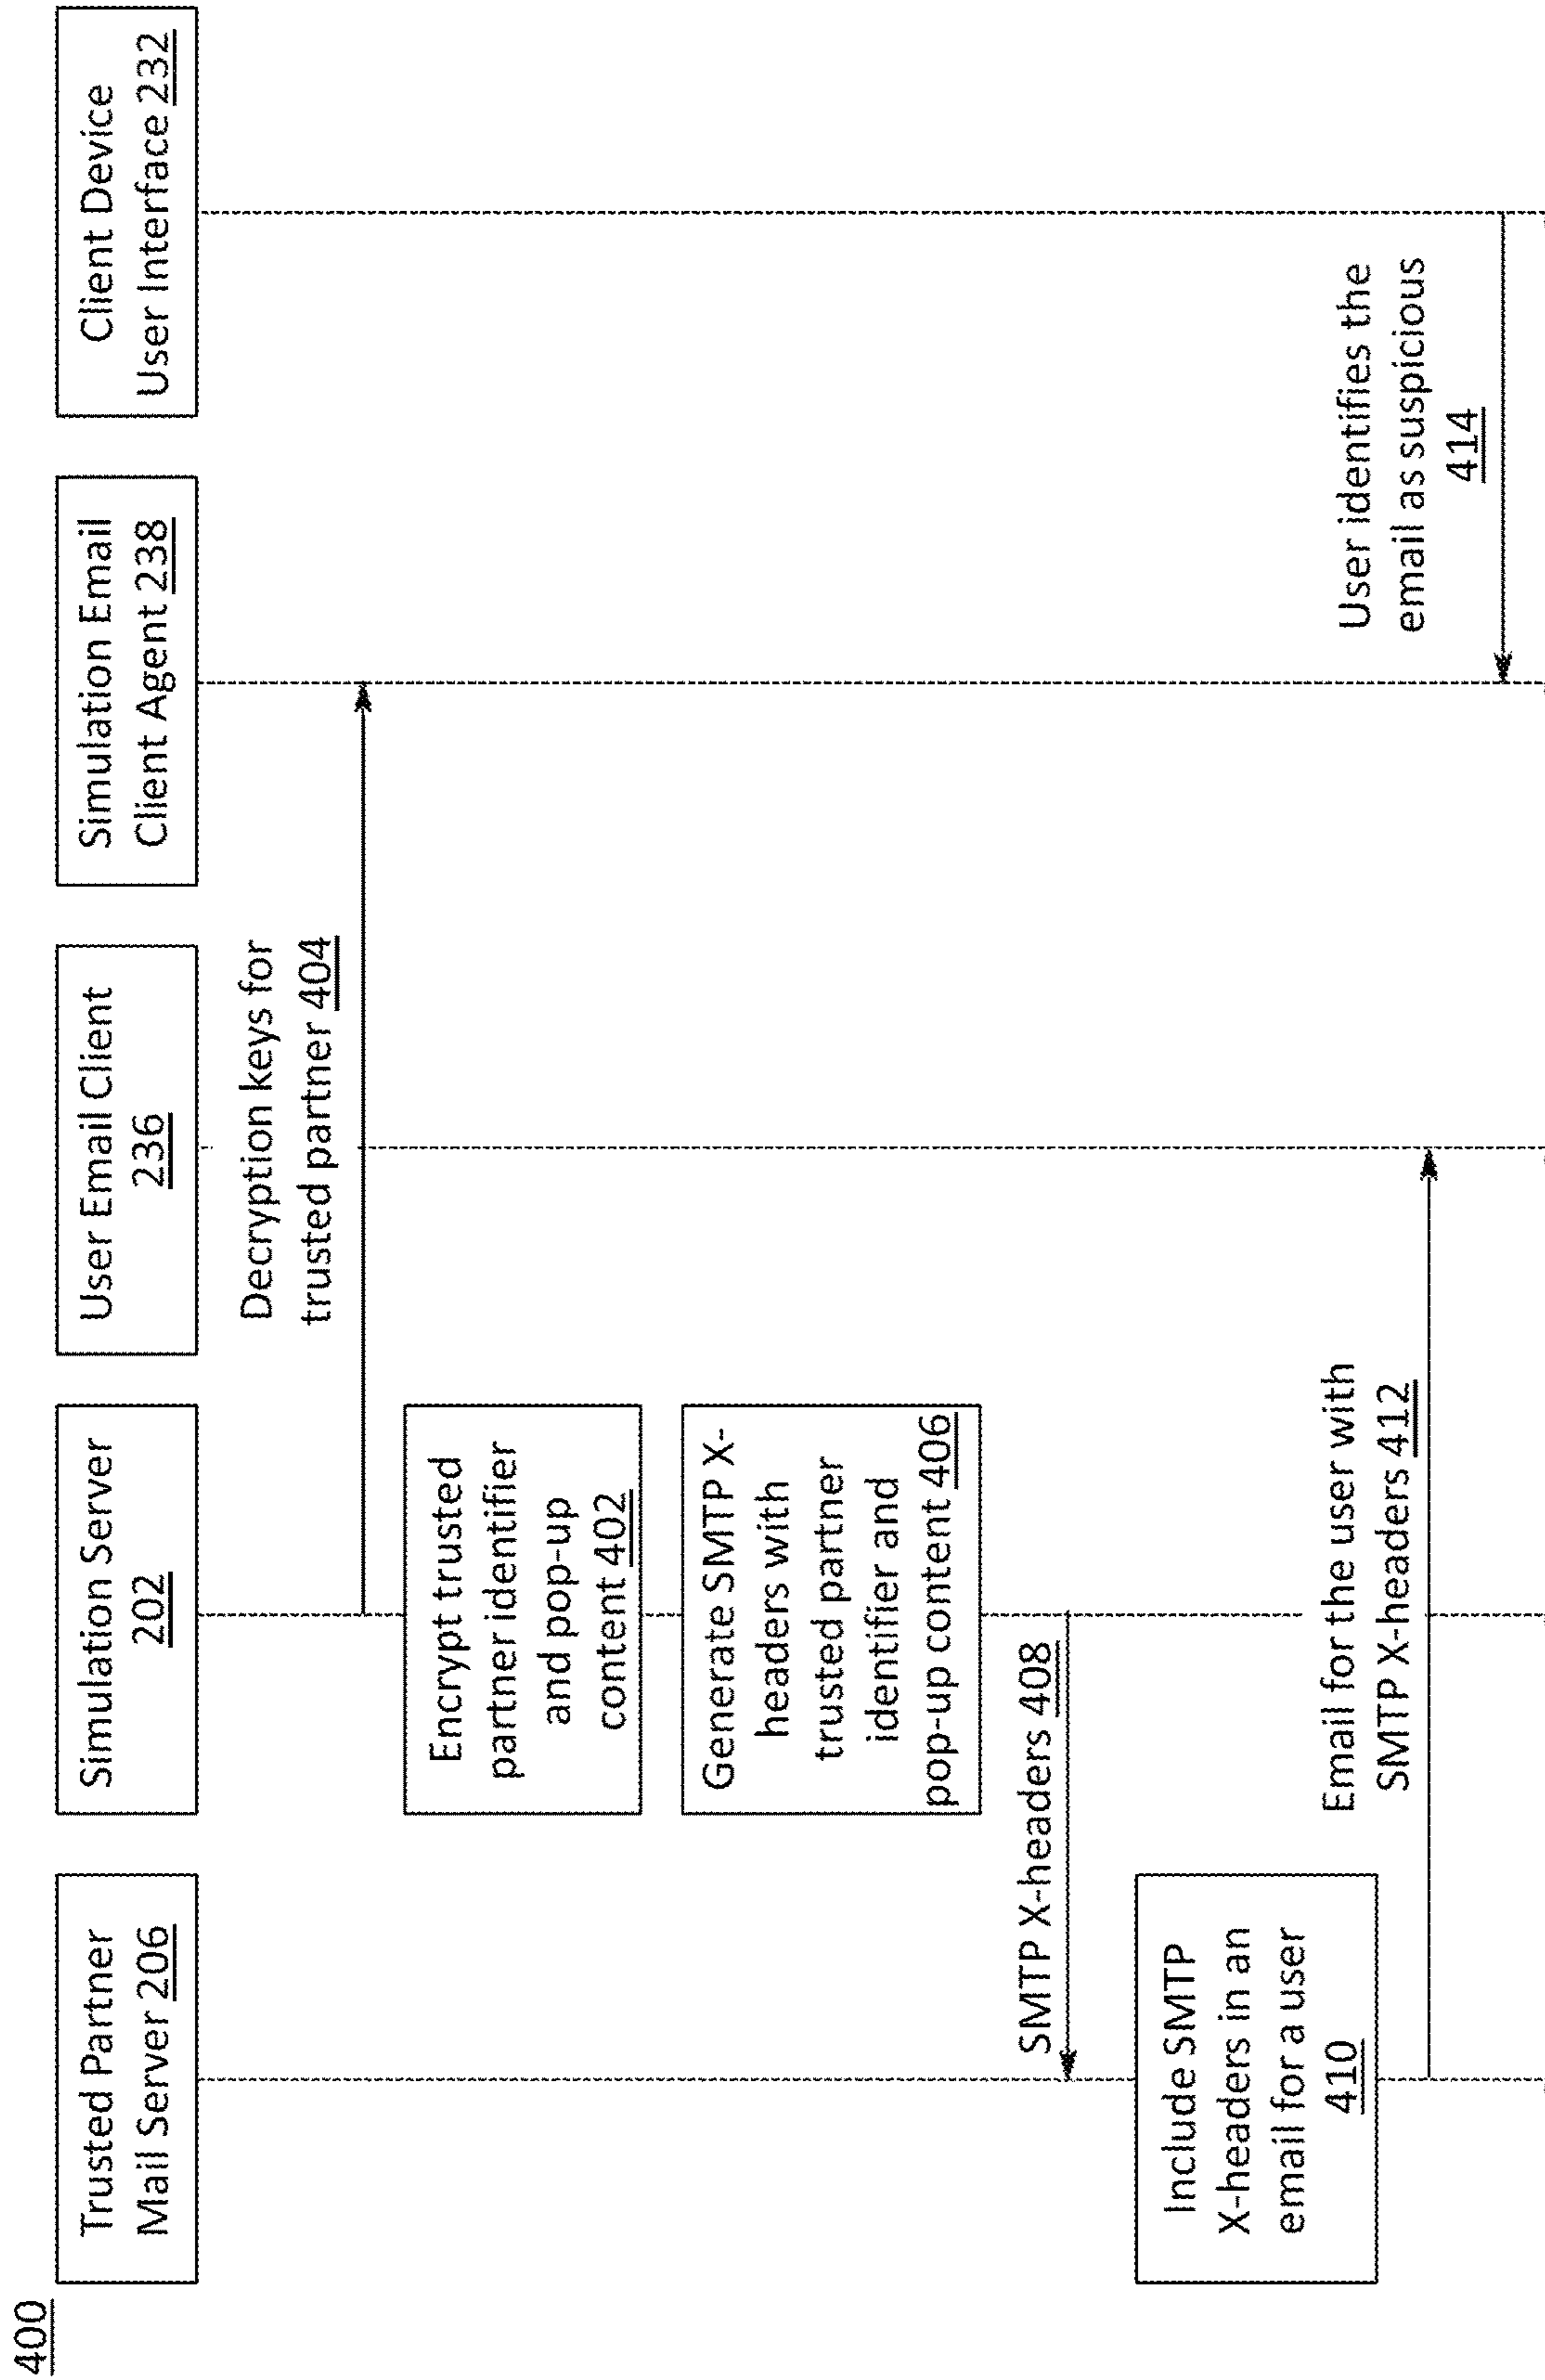 400
Trusted Partner
Mail Server 206
Simulation Server
202
User Email Client
236
Simulation Email
Client Agent 238
Client Device
User Interface 232
Decryption keys for
trusted partner 404
Encrypt trusted
partner identifier
and pop-up
content 402
Generate SMTP X-
headers with
trusted partner
identifier and
pop-up content 406
SMTP X-headers 408
Include SMTP
X-headers in an
email for a user
410
Email for the user with
SMTP X-headers 412
User identifies the
email as suspicious
414